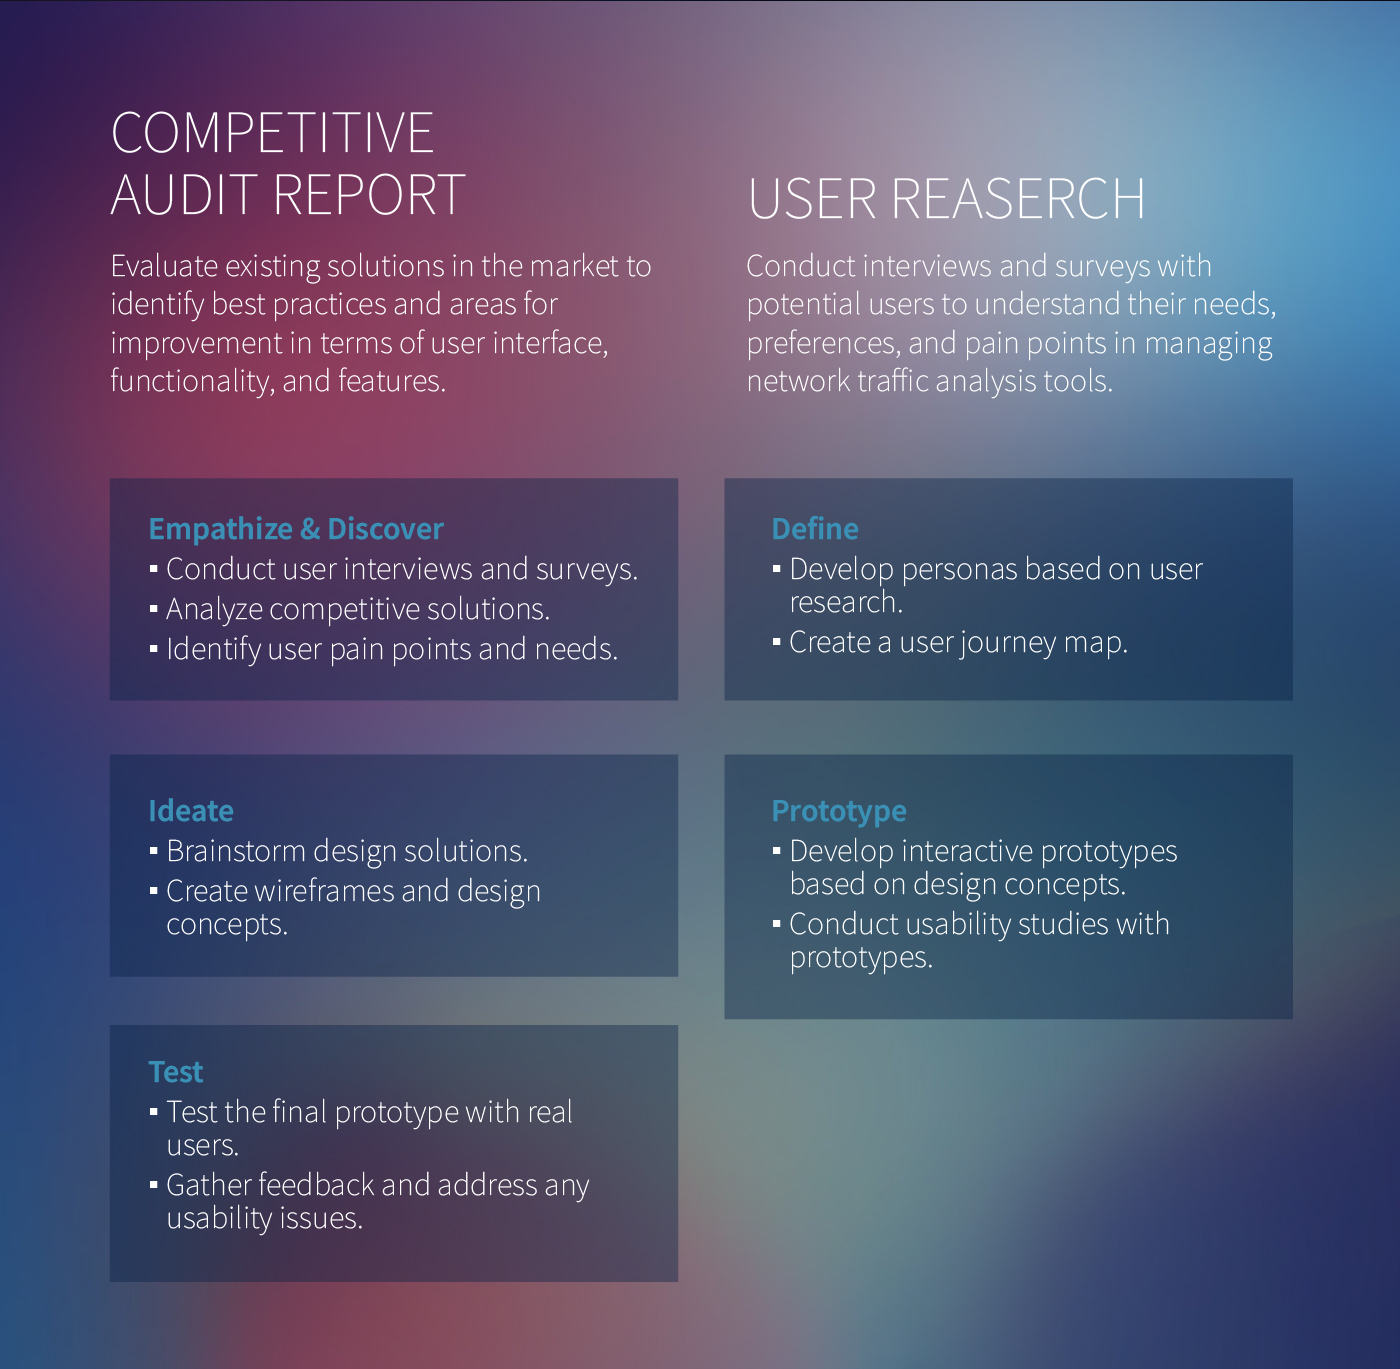 COMPETITIVE
AUDIT REPORT
Evaluate existing solutions in the market to
identify best practices and areas for
improvement in terms of user interface,
functionality, and features.
USER REASERCH
Conduct interviews and surveys with
potential users to understand their needs,
preferences, and pain points in managing
network traffic analysis tools.
Empathize & Discover
▪ Conduct user interviews and surveys.
▪ Analyze competitive solutions.
▪ Identify user pain points and needs.
Define
▪ Develop personas based on user
research.
▪ Create a user journey map.
Ideate
▪ Brainstorm design solutions.
▪ Create wireframes and design
concepts.
Prototype
▪ Develop interactive prototypes
based on design concepts.
▪ Conduct usability studies with
prototypes.
Test
▪ Test the final prototype with real
users.
▪ Gather feedback and address any
usability issues.